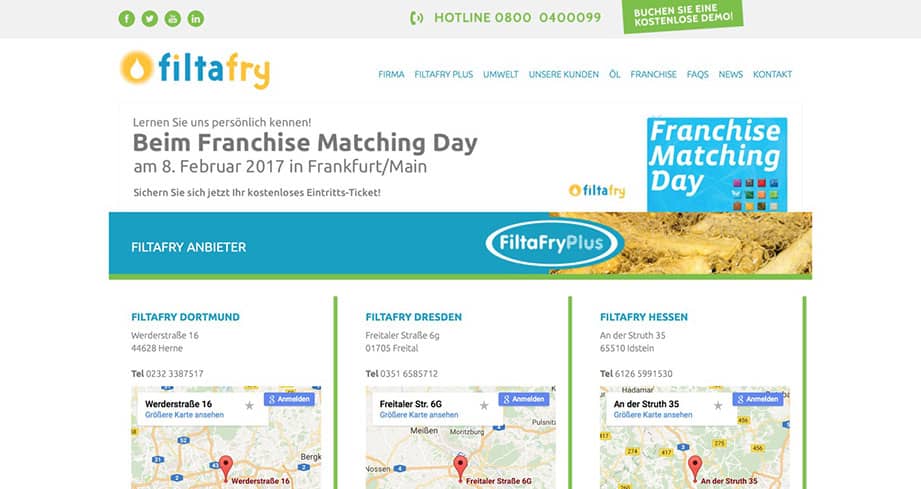 HOTLINE 0800 0400099
BUCHEN SIE EINE
KOSTENLOSE DEMO!
filtafry
FIRMA FILTAFRY PLUS UMWELT UNSERE KUNDEN ÖL FRANCHISE FAQS NEWS KONTAKT
Lernen Sie uns persönlich kennen!
Beim Franchise Matching Day
am 8. Februar 2017 in Frankfurt/Main
Sichern Sie sich jetzt Ihr kostenloses Eintritts-Ticket!
filtafry
Franchise
Matching
Day
FILTAFRY ANBIETER
FiltaFryPlus
FILTAFRY DORTMUND
Werderstraße 16
44628 Herne
Tel 0232 3387517
Werderstraße 16
Anmelden
Größere Karte ansehen
Bergk
Werderstraße 16
FILTAFRY DRESDEN
Freitaler Straße 6g
01705 Freital
Tel 0351 6585712
Freitaler Str. 6G
Anmelden
Größere Karte ansehen
Pulsnitz
Meißen
Moritzburg
Nossen
Freitaler Straße 6G
FILTAFRY HESSEN
An der Struth 35
65510 Idstein
Tel 6126 5991530
Hadamar
An der Struth 35
Anmelden
Größere Karte ansehen
An der Struth 35